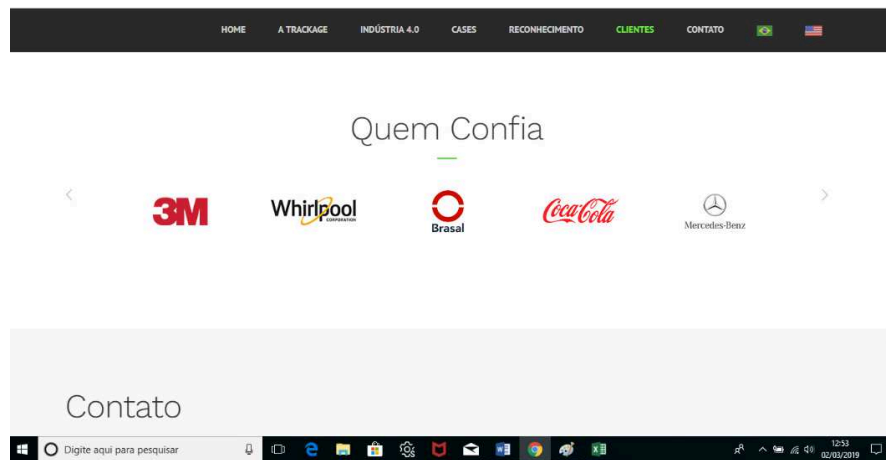 HOME A TRACKAGE INDÚSTRIA 4.0 CASES RECONHECIMENTO CLIENTES CONTATO
Quem Confia
3M Whirlpool CORPORATION Brasal Coca-Cola Mercedes-Benz
Contato
Digite aqui para pesquisar
12:53
02/03/2019